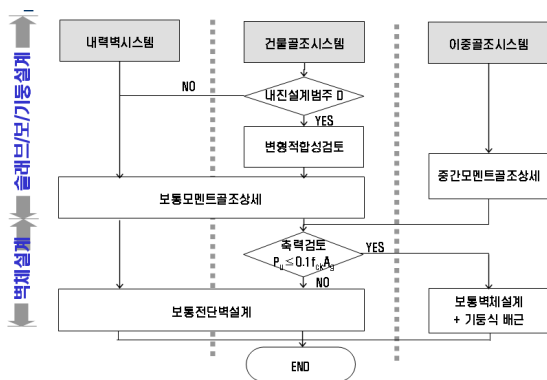 내력벽시스템
건물골조시스템
이중골조시스템
슬래브/보/기둥설계
NO
내진설계범주 D
YES
변형적합성검토
중간모멘트골조상세
보통모멘트골조상세
축력검토
Pu≤0.1fckAg
YES
NO
벽체설계
보통전단벽설계
보통벽체설계
+ 기둥식 배근
END